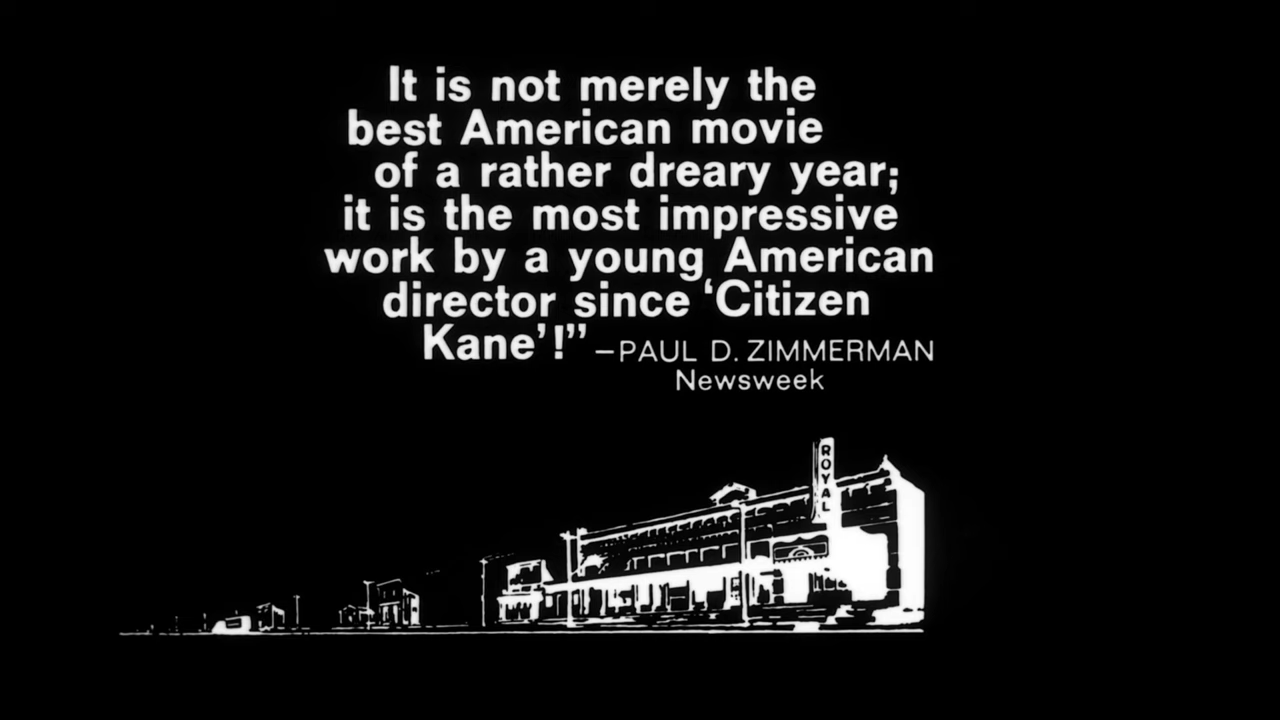 It is not merely the
best American movie
of a rather dreary year;
it is the most impressive
work by a young American
director since ‘Citizen
Kane’!” –PAUL D. ZIMMERMAN
Newsweek
ROYAL